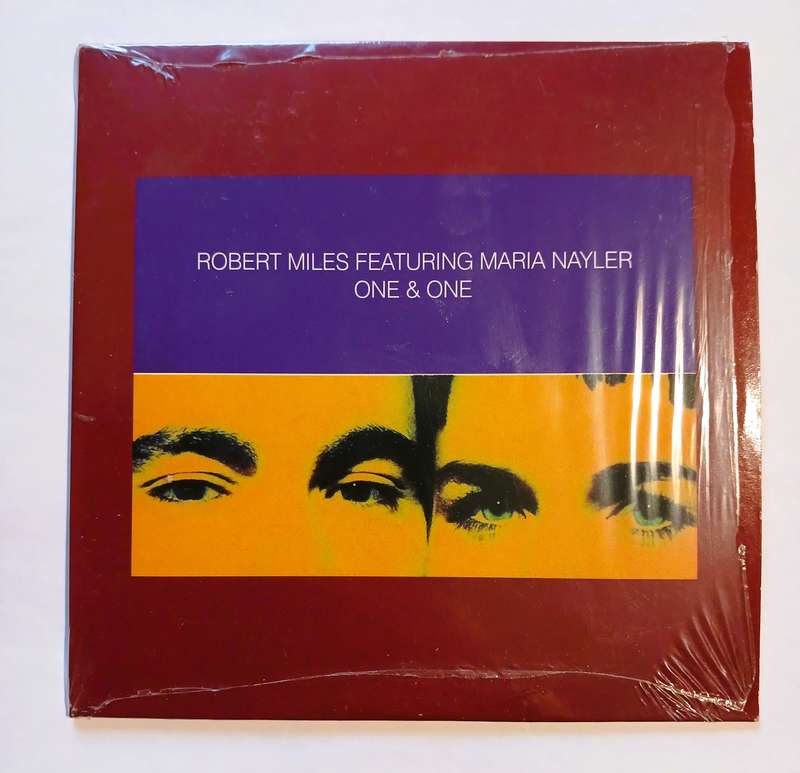 ROBERT MILES FEATURING MARIA NAYLER
ONE & ONE